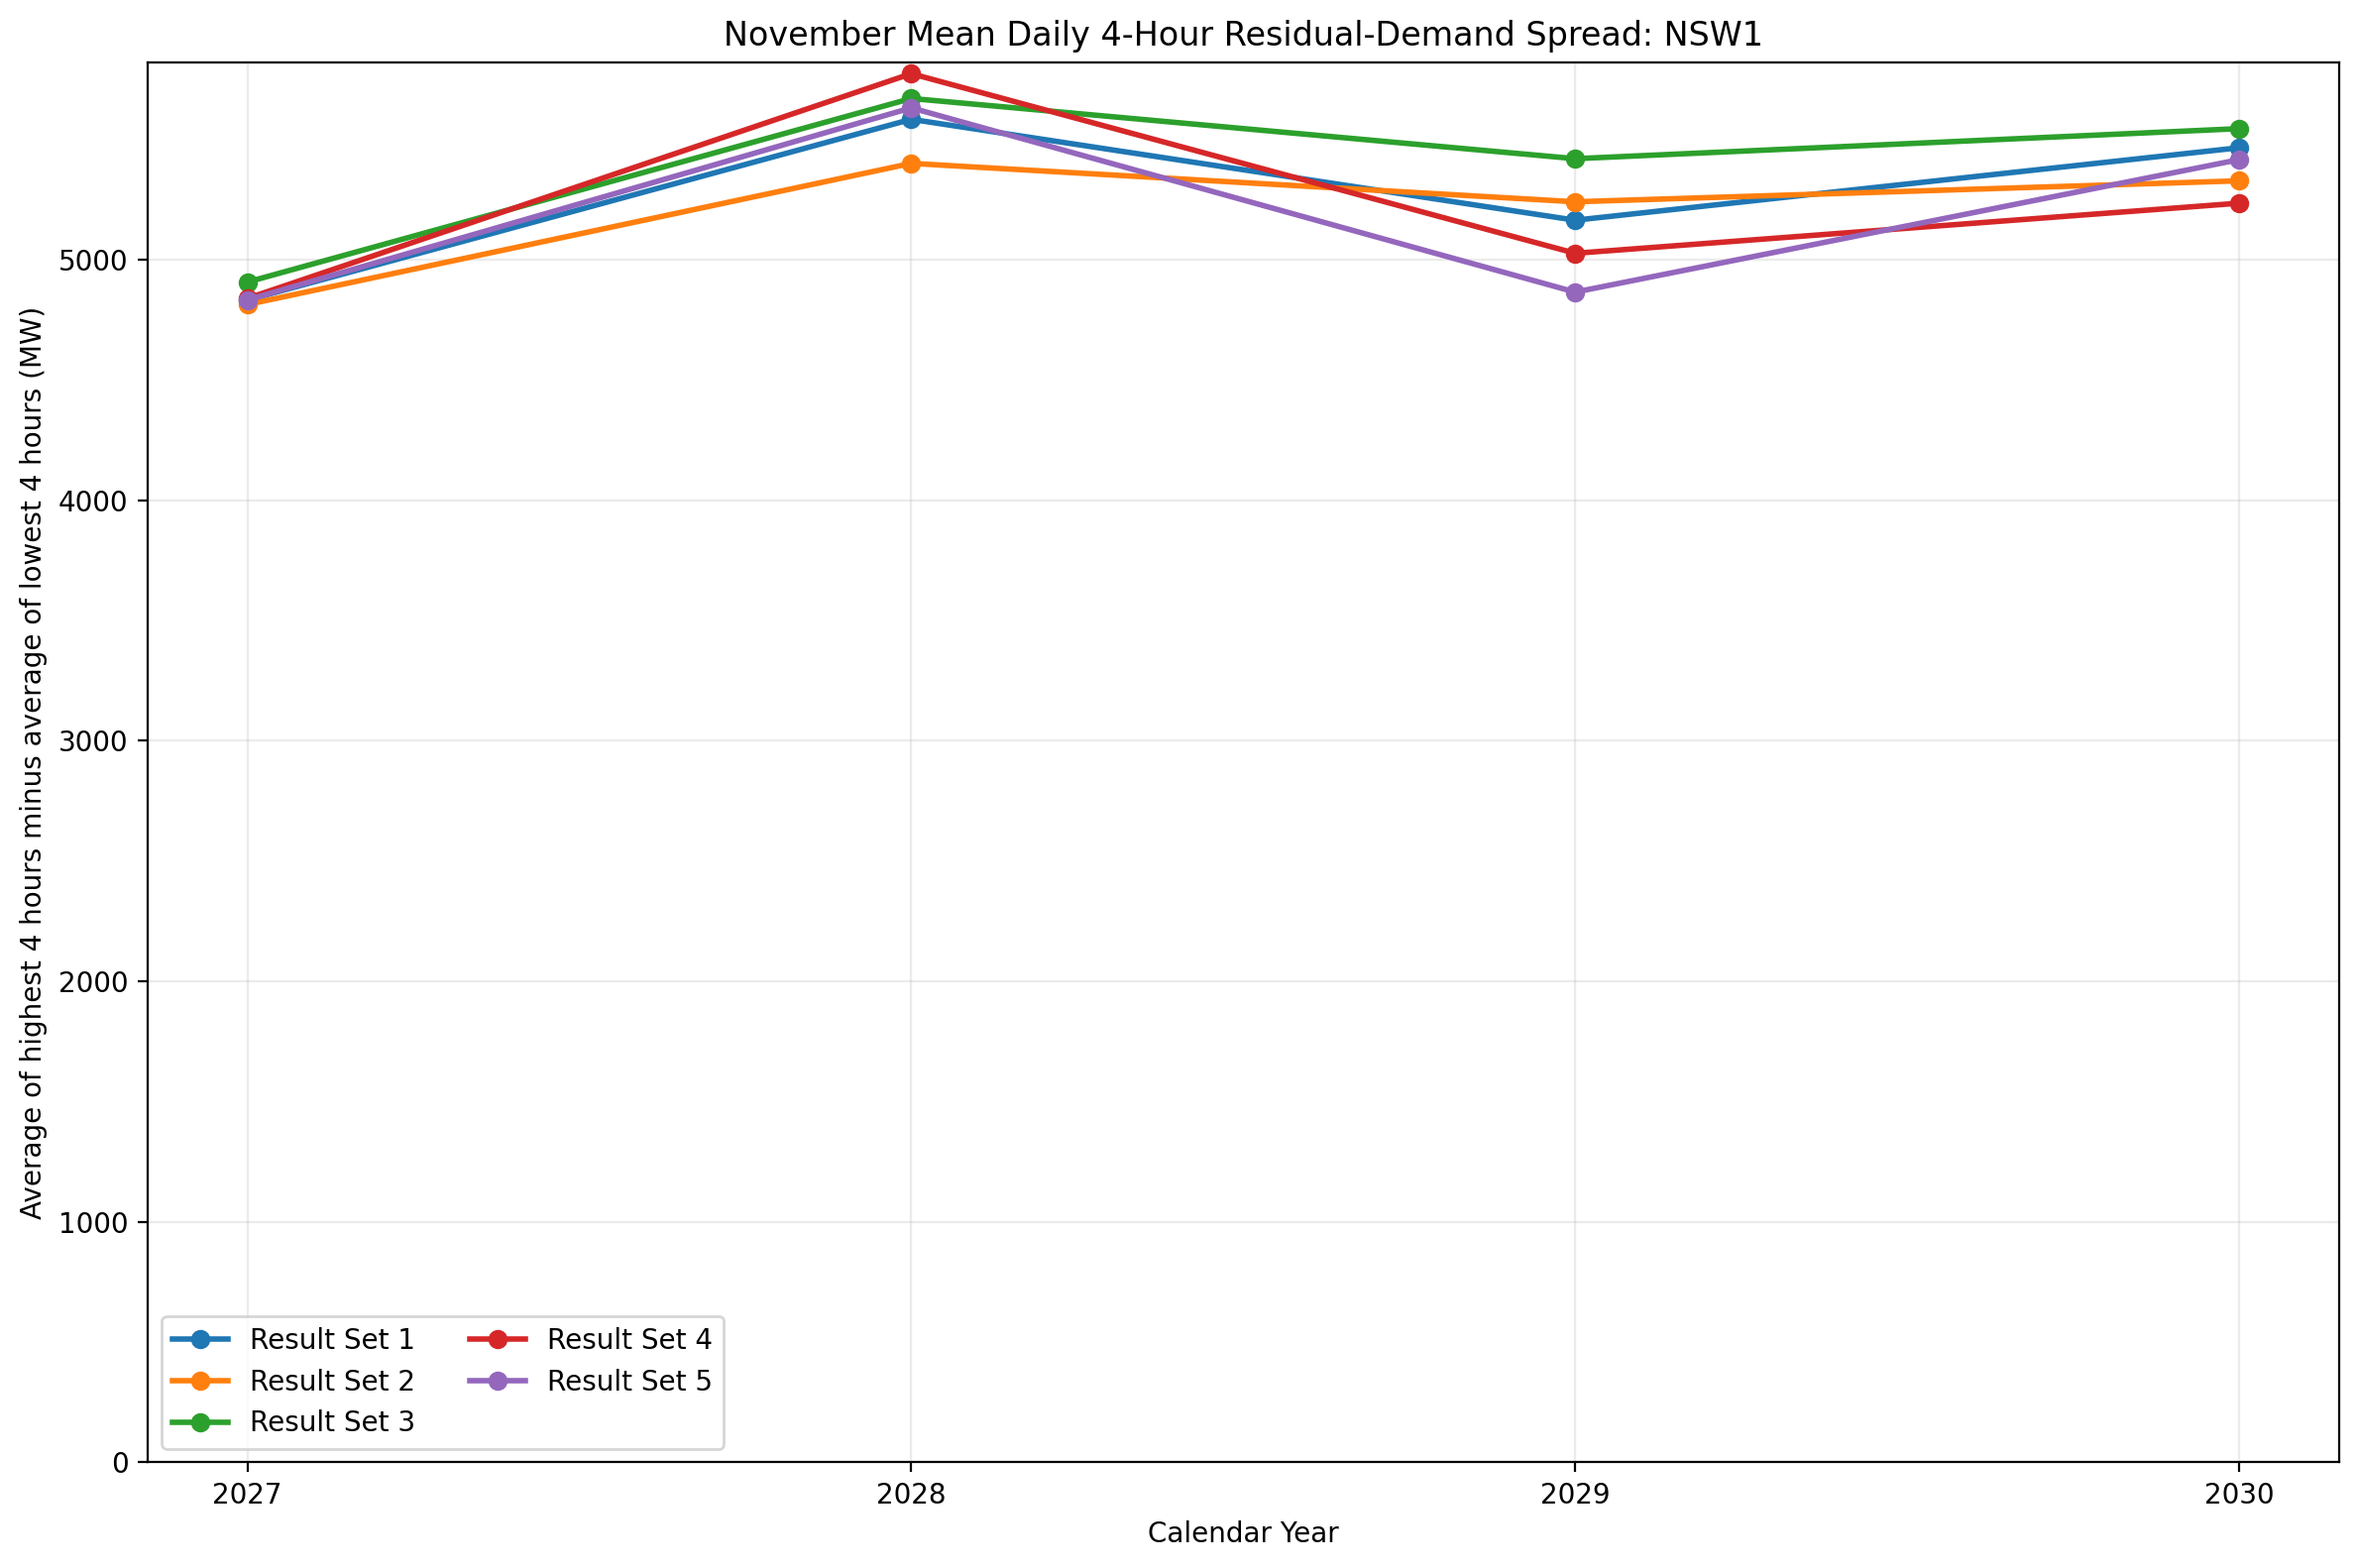 November Mean Daily 4-Hour Residual-Demand Spread: NSW1
Average of highest 4 hours minus average of lowest 4 hours (MW)
5000
4000
3000
2000
1000
0
Result Set 1
Result Set 2
Result Set 3
Result Set 4
Result Set 5
2027
2028
2029
2030
Calendar Year